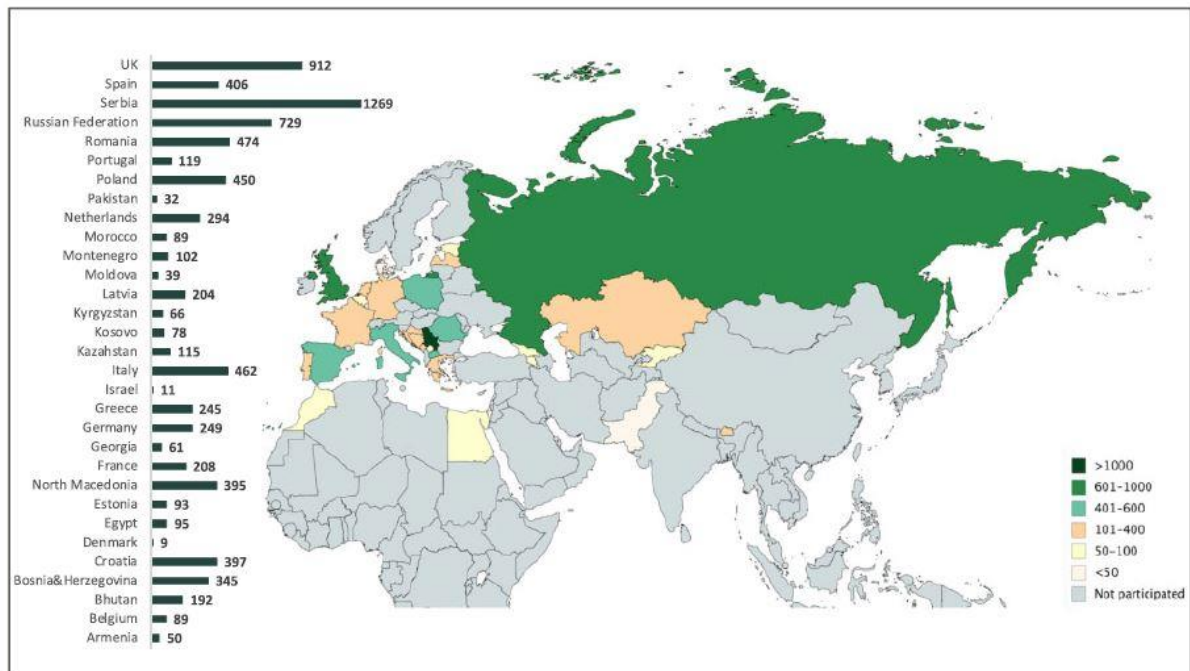 UK 912
Spain 406
Serbia 1269
Russian Federation 729
Romania 474
Portugal 119
Poland 450
Pakistan 32
Netherlands 294
Morocco 89
Montenegro 102
Moldova 39
Latvia 204
Kyrgyzstan 66
Kosovo 78
Kazahstan 115
Italy 462
Israel 11
Greece 245
Germany 249
Georgia 61
France 208
North Macedonia 395
Estonia 93
Egypt 95
Denmark 9
Croatia 397
Bosnia&Herzegovina 345
Bhutan 192
Belgium 89
Armenia 50
>1000
601–1000
401–600
101–400
50–100
<50
Not participated